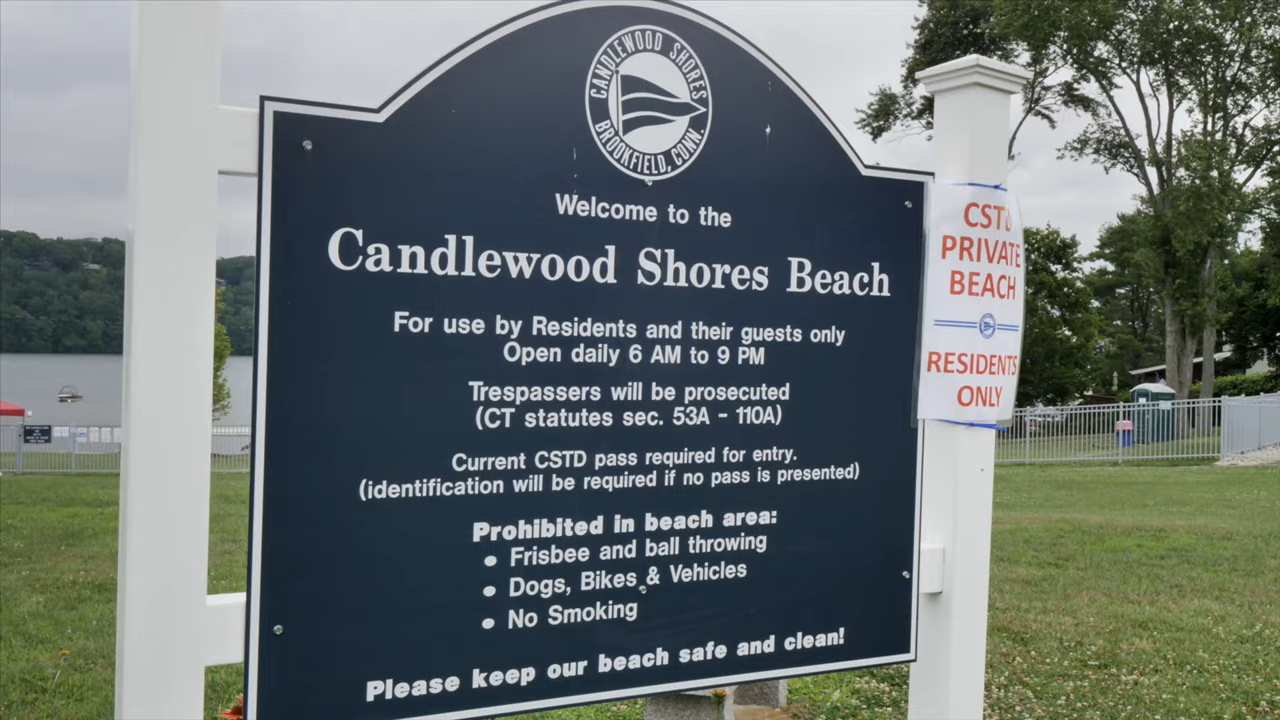 CANDLEWOOD SHORES
BROOKFIELD, CONN.
Welcome to the
Candlewood Shores Beach
For use by Residents and their guests only
Open daily 6 AM to 9 PM
Trespassers will be prosecuted
(CT statutes sec. 53A - 110A)
Current CSTD pass required for entry.
(identification will be required if no pass is presented)
Prohibited in beach area:
• Frisbee and ball throwing
• Dogs, Bikes & Vehicles
• No Smoking
Please keep our beach safe and clean!
CSTD
PRIVATE
BEACH
RESIDENTS
ONLY